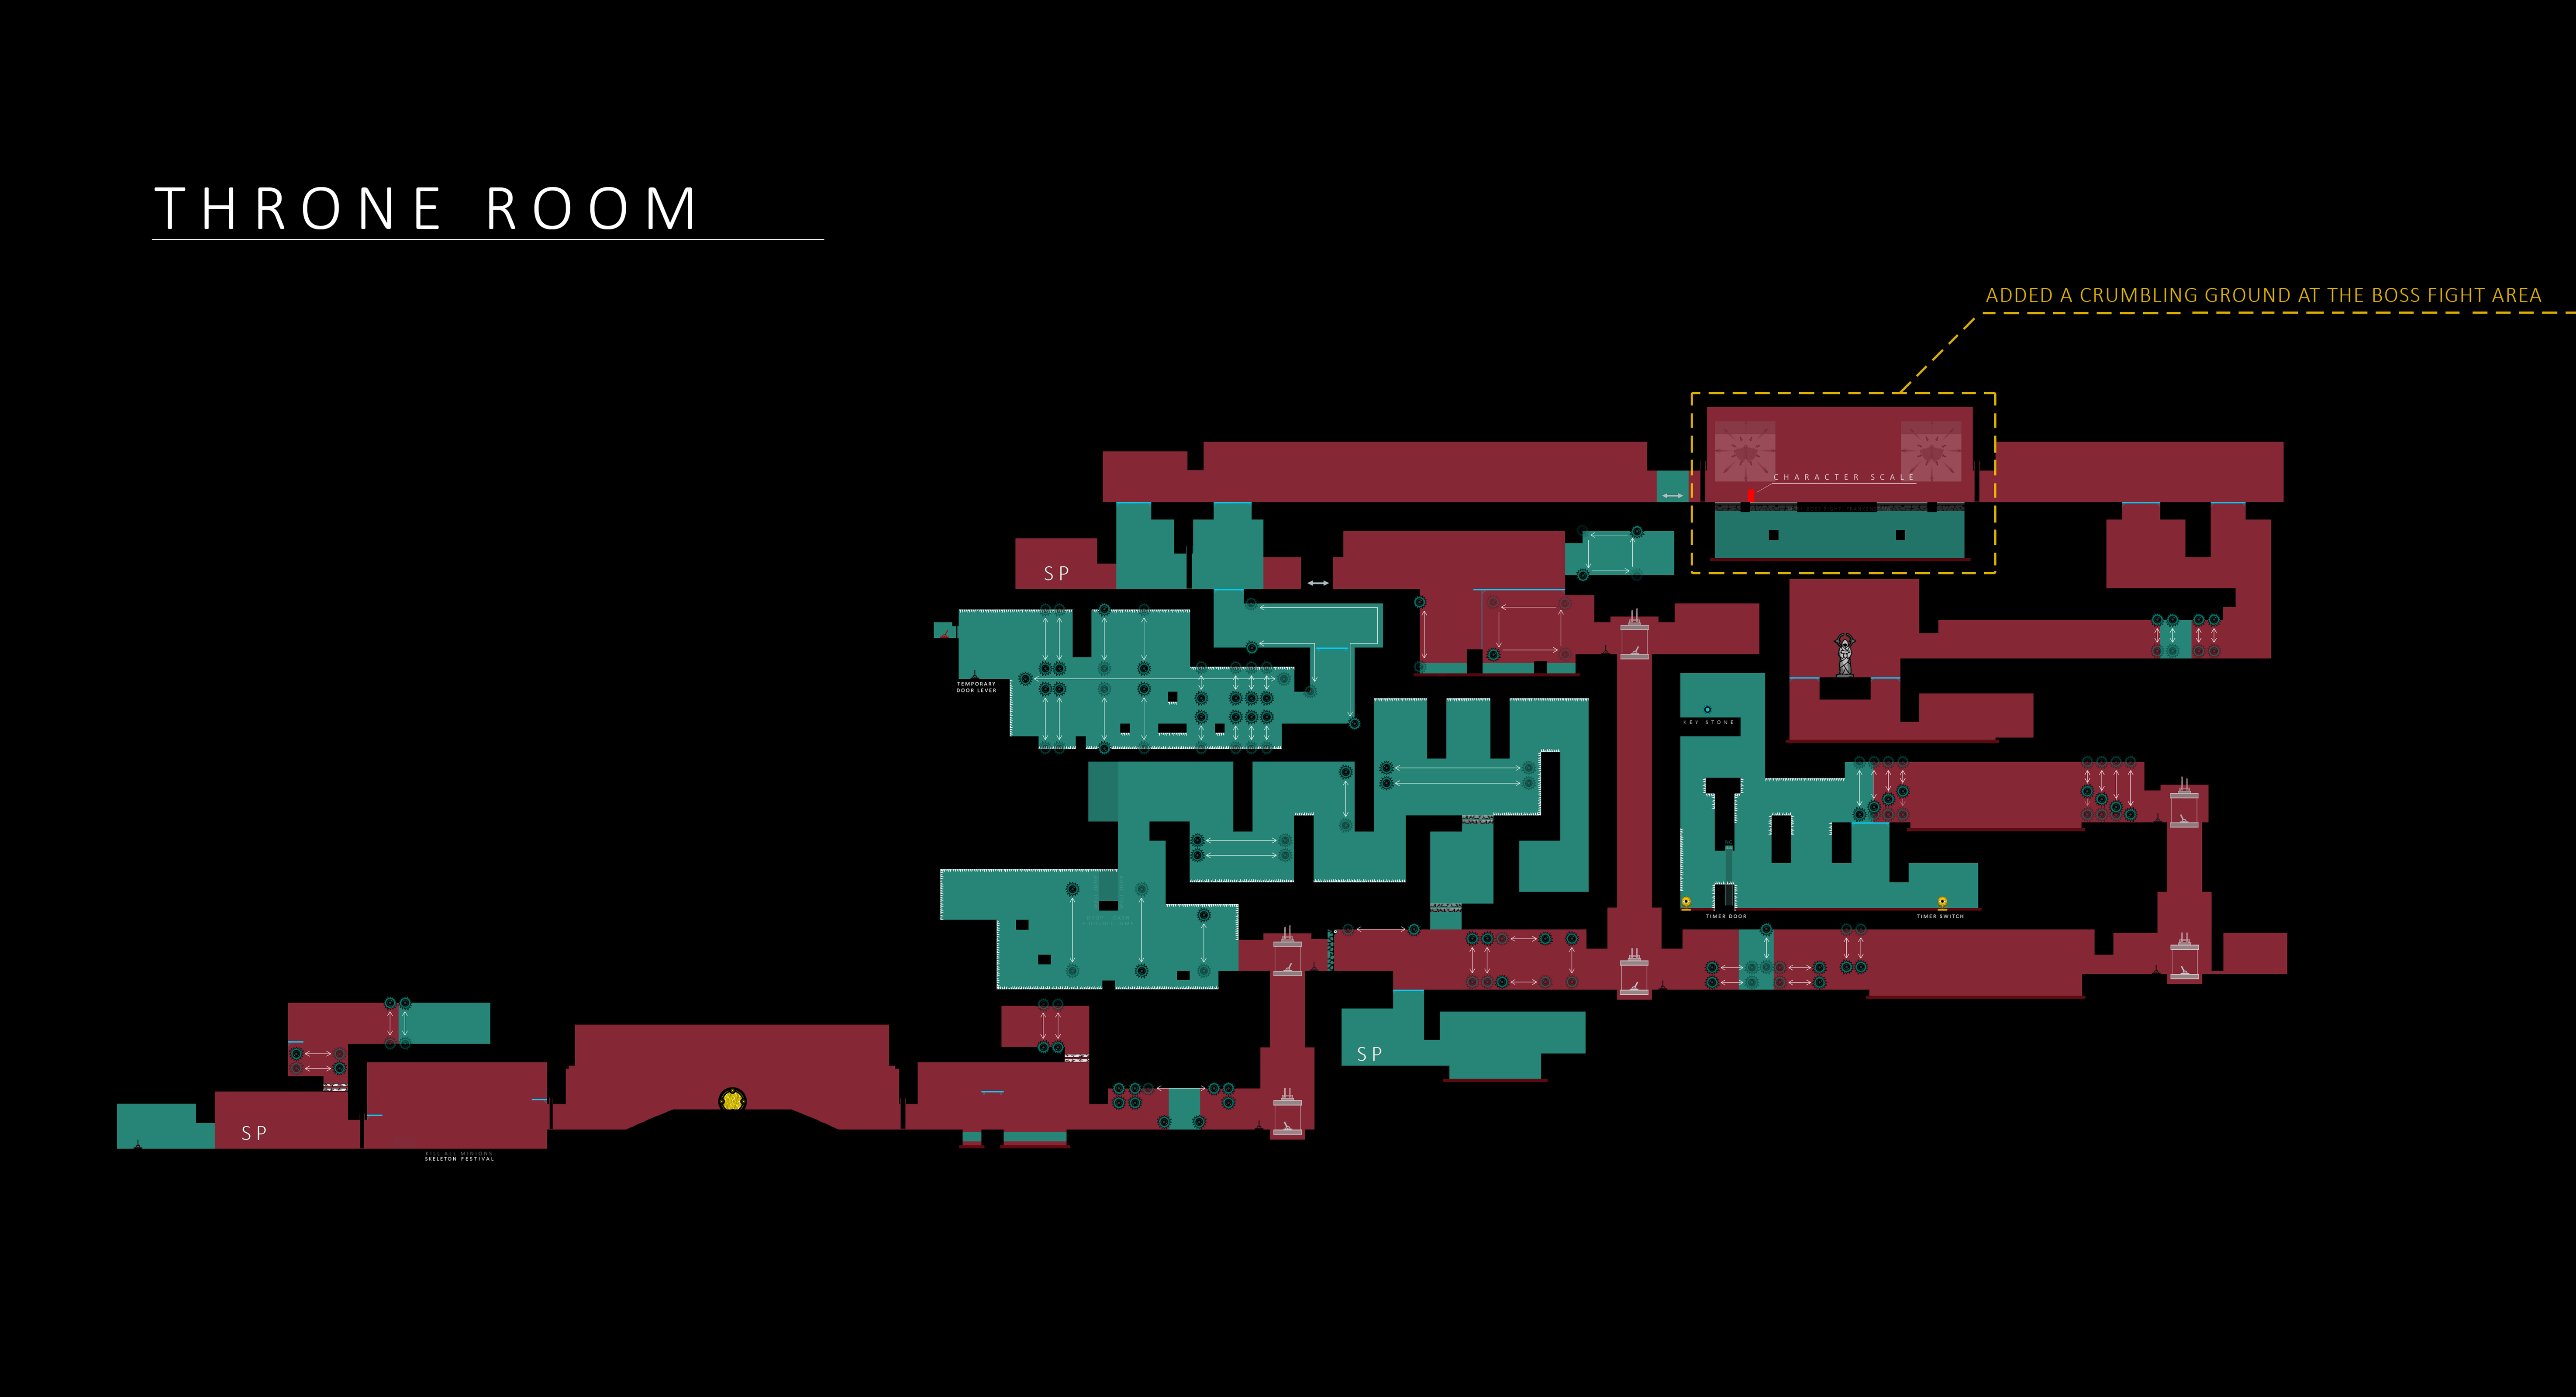 THRONE ROOM
ADDED A CRUMBLING GROUND AT THE BOSS FIGHT AREA
CHARACTER SCALE
SP
TEMPORARY
DOOR LEVER
KEY STONE
TIMER DOOR
TIMER SWITCH
SP
SP
KILL ALL MINIONS
SKELETON FESTIVAL